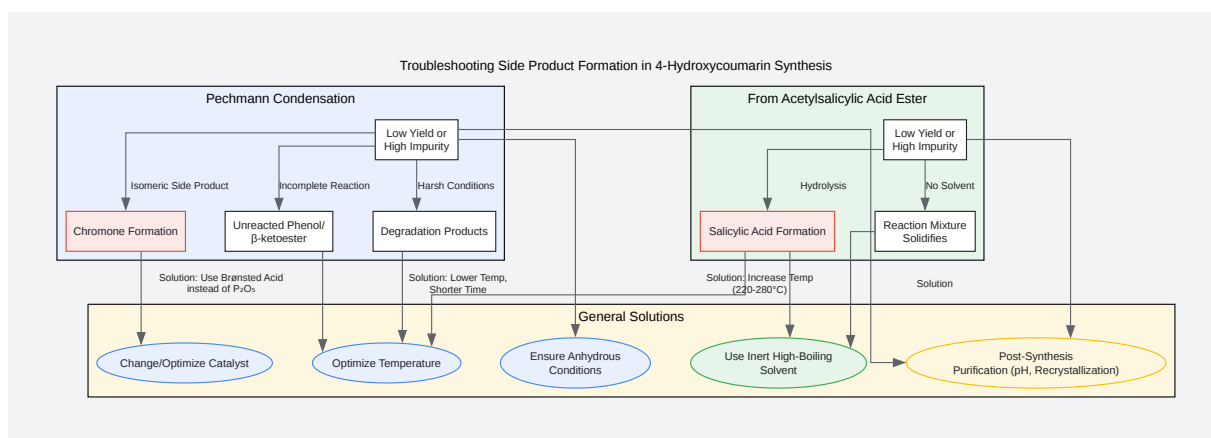 Troubleshooting Side Product Formation in 4-Hydroxycoumarin Synthesis
Pechmann Condensation
From Acetylsalicylic Acid Ester
Low Yield or
High Impurity
Low Yield or
High Impurity
Isomeric Side Product
Incomplete Reaction
Harsh Conditions
Hydrolysis
No Solvent
Chromone Formation
Unreacted Phenol/
β-ketoester
Degradation Products
Salicylic Acid Formation
Reaction Mixture
Solidifies
Solution: Use Brønsted Acid
instead of P₂O₅
Solution: Lower Temp,
Shorter Time
Solution: Increase Temp
(220-280°C)
Solution
General Solutions
Change/Optimize Catalyst
Optimize Temperature
Ensure Anhydrous
Conditions
Use Inert High-Boiling
Solvent
Post-Synthesis
Purification (pH, Recrystallization)